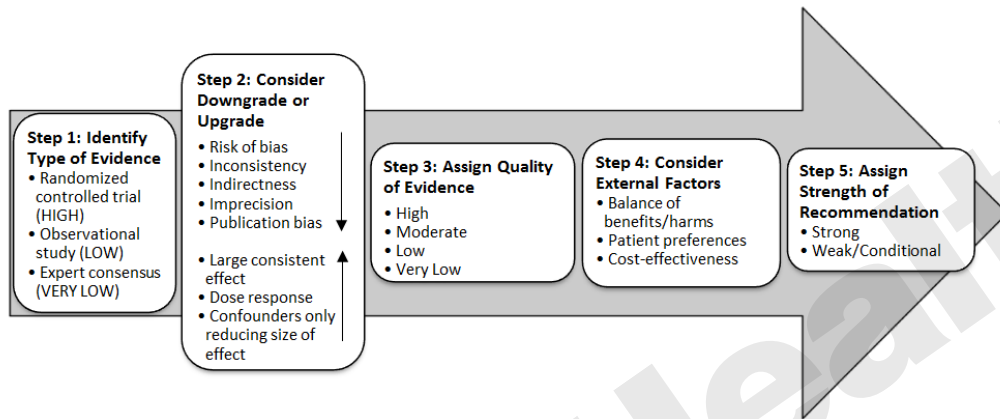 Step 1: Identify
Type of Evidence
• Randomized
controlled trial
(HIGH)
• Observational
study (LOW)
• Expert consensus
(VERY LOW)
Step 2: Consider
Downgrade or
Upgrade
• Risk of bias
• Inconsistency
• Indirectness
• Imprecision
• Publication bias
• Large consistent
effect
• Dose response
• Confounders only
reducing size of
effect
Step 3: Assign Quality
of Evidence
• High
• Moderate
• Low
• Very Low
Step 4: Consider
External Factors
• Balance of
benefits/harms
• Patient preferences
• Cost-effectiveness
Step 5: Assign
Strength of
Recommendation
• Strong
• Weak/Conditional